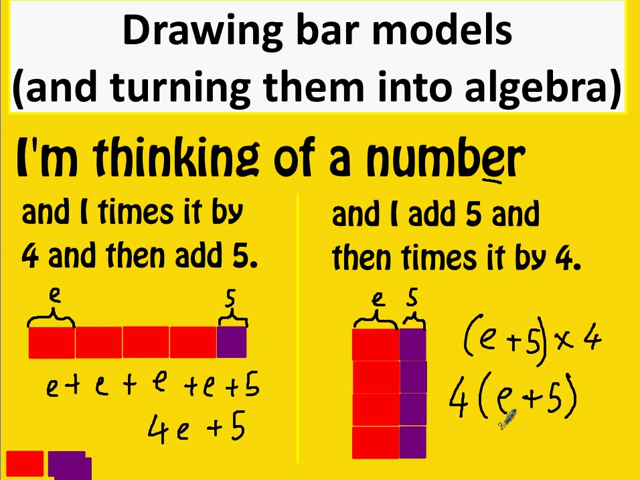 Drawing bar models
(and turning them into algebra)
I'm thinking of a number
and I times it by
4 and then add 5.
e 5
e + e + e + e + 5
4e + 5
and I add 5 and
then times it by 4.
e 5
(e + 5) x 4
4(e + 5)